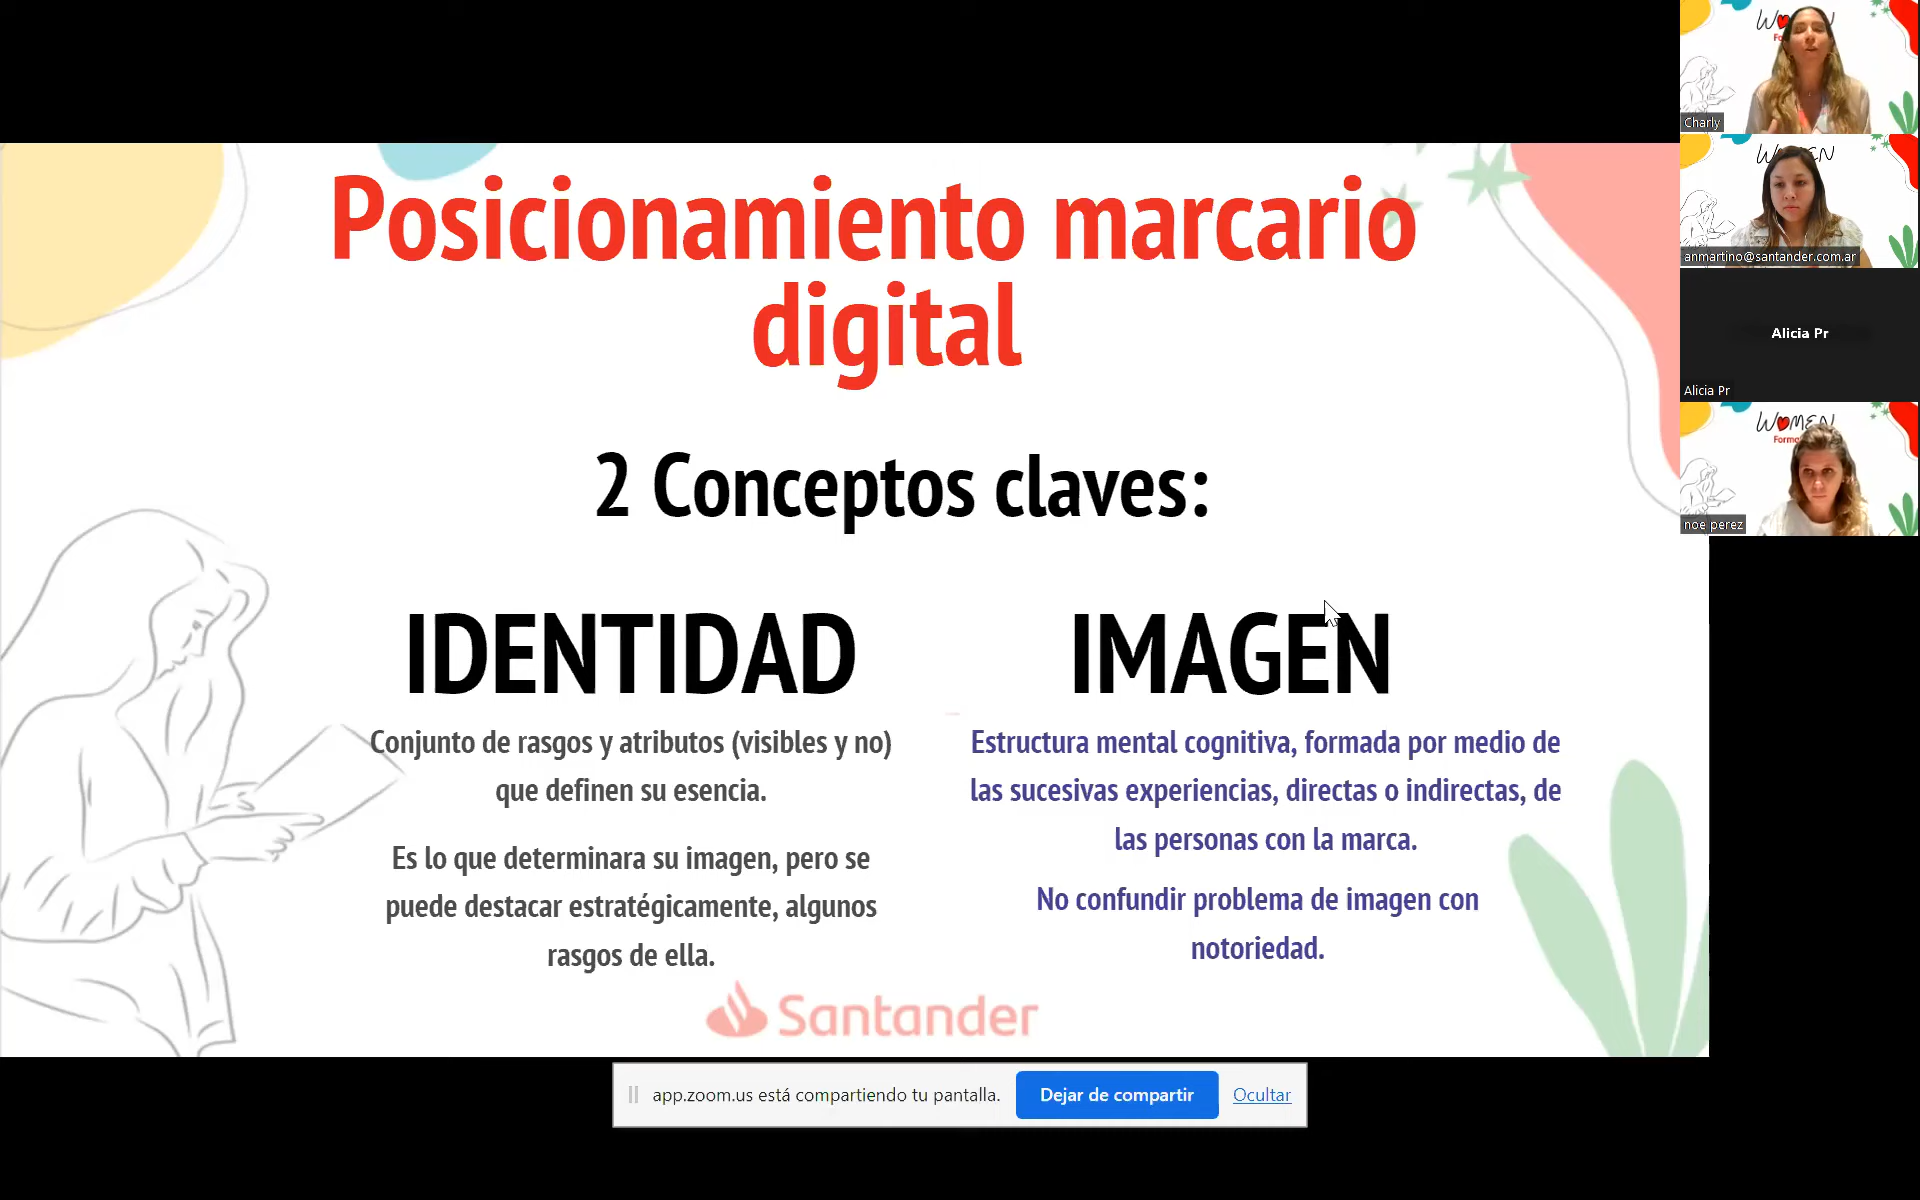 Posicionamiento marcario
digital
2 Conceptos claves:
IDENTIDAD
Conjunto de rasgos y atributos (visibles y no)
que definen su esencia.
Es lo que determinara su imagen, pero se
puede destacar estratégicamente, algunos
rasgos de ella.
IMAGEN
Estructura mental cognitiva, formada por medio de
las sucesivas experiencias, directas o indirectas, de
las personas con la marca.
No confundir problema de imagen con
notoriedad.
Santander
app.zoom.us está compartiendo tu pantalla.
Dejar de compartir
Ocultar
Charly
WOMEN
anmartino@santander.com.ar
Alicia Pr
Alicia Pr
WOMEN
noe perez